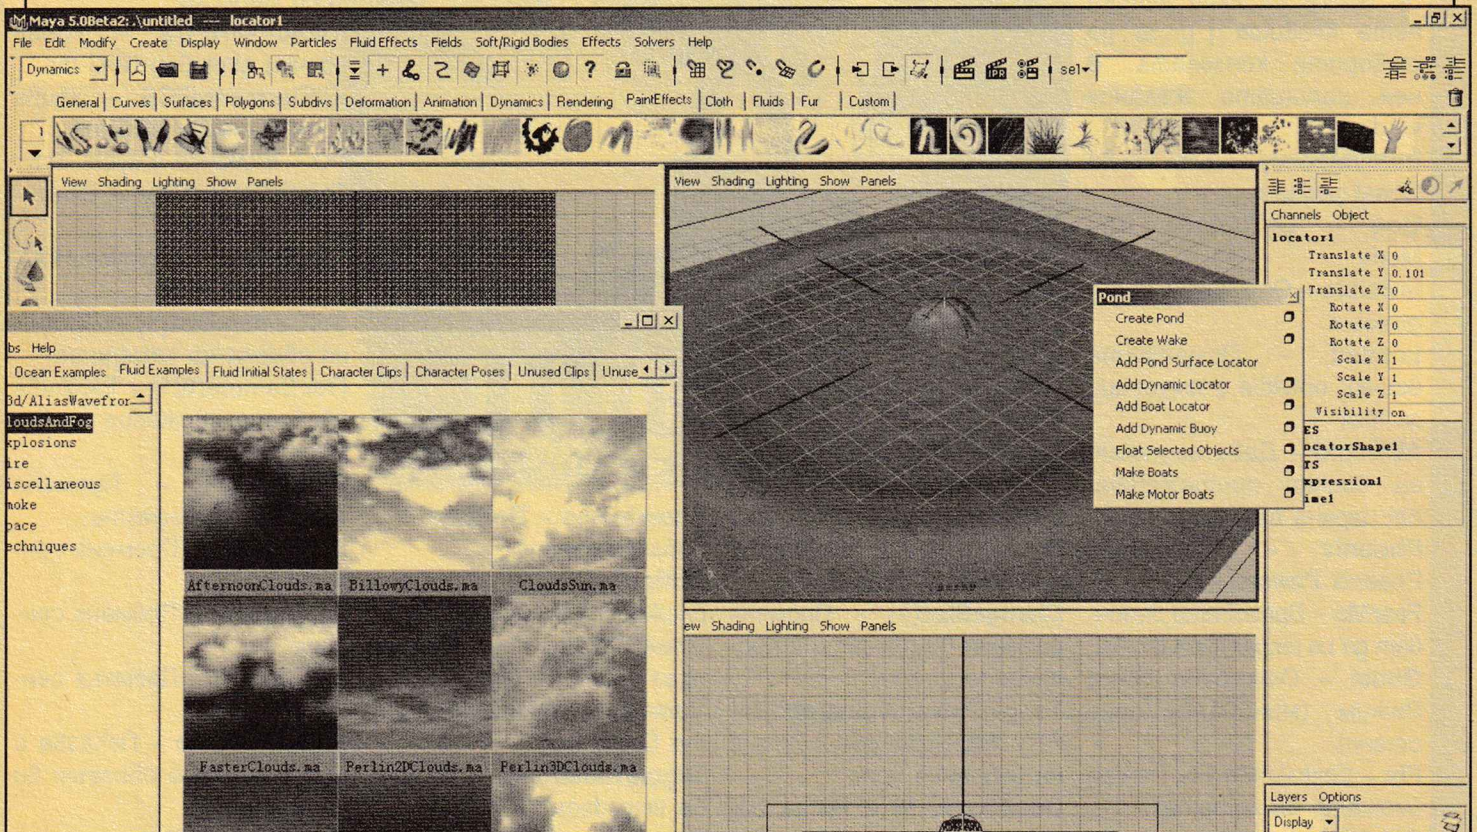 Maya 5.0Beta2: .\untitled --- locator1
File Edit Modify Create Display Window Particles Fluid Effects Fields Soft/Rigid Bodies Effects Solvers Help
Dynamics IPR sel
General Curves Surfaces Polygons Subdivs Deformation Animation Dynamics Rendering PaintEffects Cloth Fluids Fur Custom
View Shading Lighting Show Panels
View Shading Lighting Show Panels
Channels Object
locator1
Translate X 0
Translate Y 0.101
Translate Z 0
Rotate X 0
Rotate Y 0
Rotate Z 0
Scale X 1
Scale Y 1
Scale Z 1
Visibility on
ES
ocatorShape1
TS
xpression1
ime1
Pond
Create Pond
Create Wake
Add Pond Surface Locator
Add Dynamic Locator
Add Boat Locator
Add Dynamic Buoy
Float Selected Objects
Make Boats
Make Motor Boats
persp
bs Help
Ocean Examples Fluid Examples Fluid Initial States Character Clips Character Poses Unused Clips Unuse
3d/AliasWavefron
loudsAndFog
xplosions
ire
iscellaneous
moke
pace
echniques
AfternoonClouds.ma BillowyClouds.ma CloudsSun.ma
FasterClouds.ma Perlin2DClouds.ma Perlin3DClouds.ma
ew Shading Lighting Show Panels
Layers Options
Display